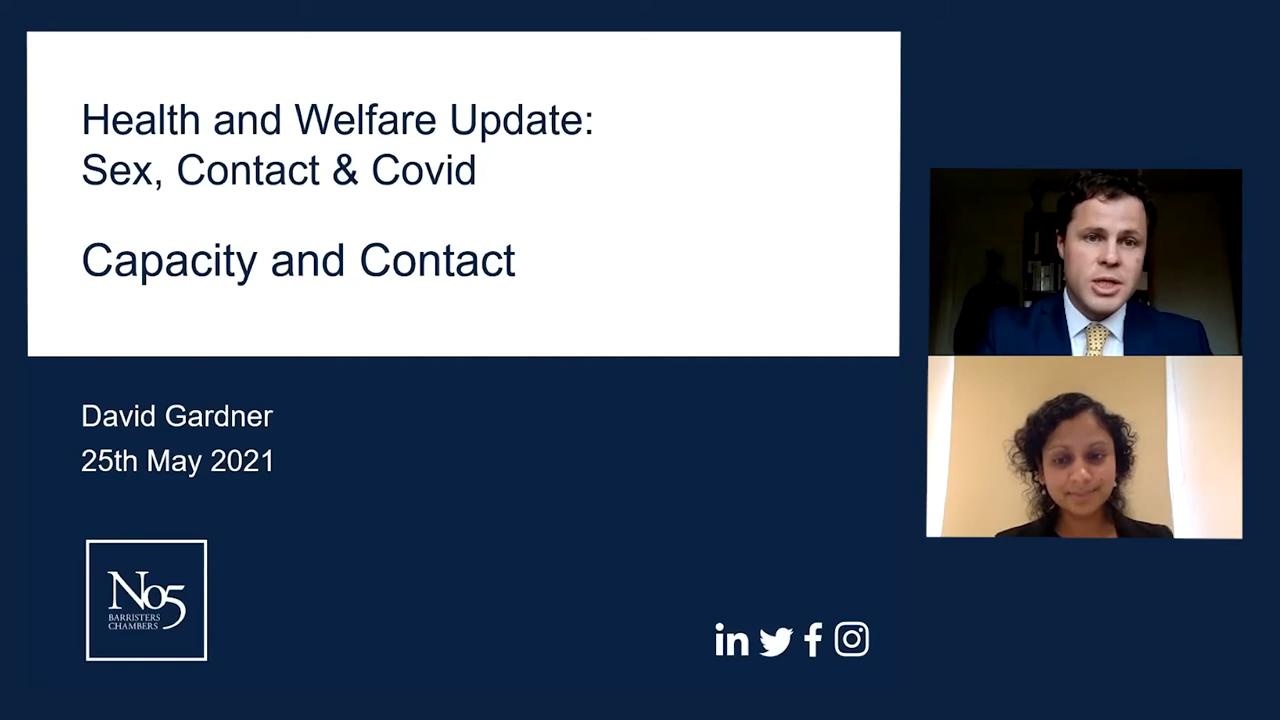 Health and Welfare Update:
Sex, Contact & Covid
Capacity and Contact
David Gardner
25th May 2021
No5
BARRISTERS
CHAMBERS